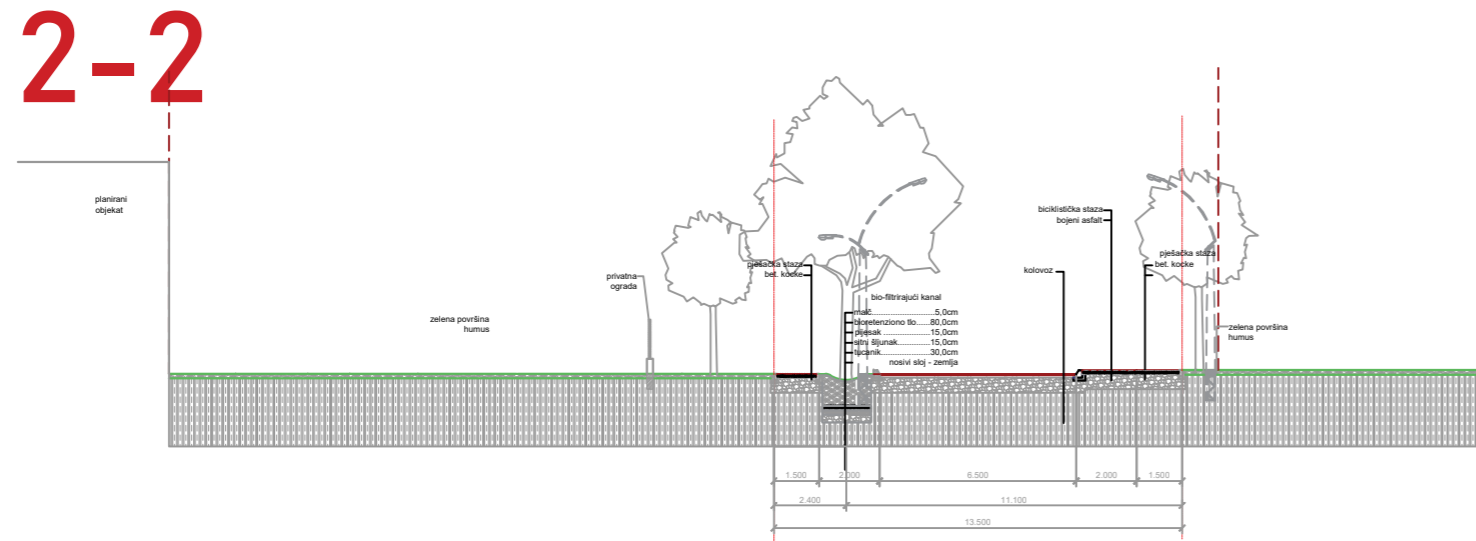 2-2
planirani
objekat
zelena površina
humus
privatna
ograda
pješačka staza
bet. kocke
bio-filtrirajući kanal
malč......................5,0cm
bioretenziono tlo.....80,0cm
pijesak .................15,0cm
sitni šljunak...........15,0cm
tucanik..................30,0cm
nosivi sloj - zemlja
kolovoz
biciklistička staza
bojeni asfalt
pješačka staza
bet. kocke
zelena površina
humus
1.500 2.000 6.500 2.000 1.500
2.400 11.100
13.500